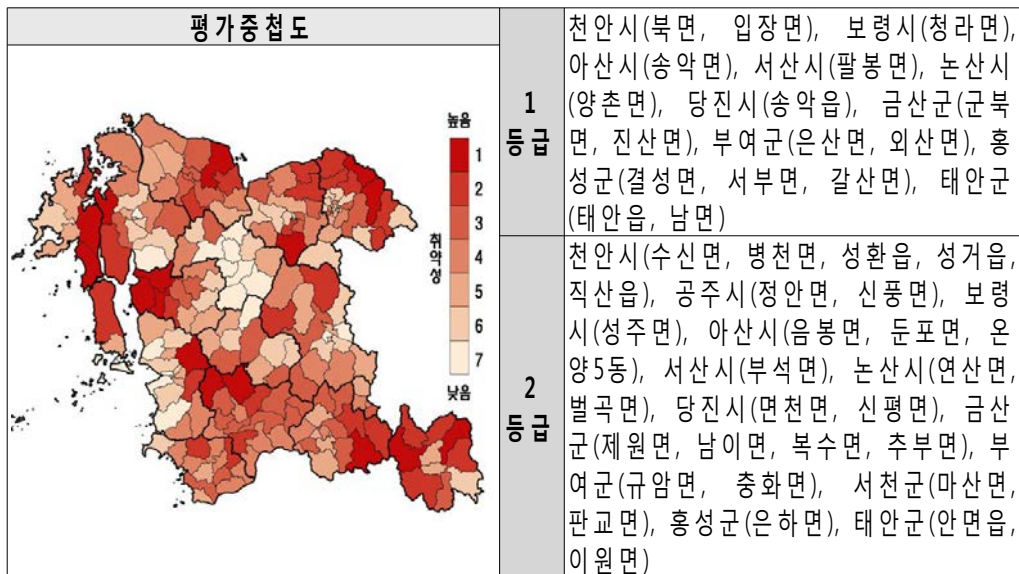 평가중첩도
높음
1
2
3
4
5
6
7
낮음
취약성
1
등급
천안시(북면, 입장면), 보령시(청라면),
아산시(송악면), 서산시(팔봉면), 논산시
(양촌면), 당진시(송악읍), 금산군(군북
면, 진산면), 부여군(은산면, 외산면), 홍
성군(결성면, 서부면, 갈산면), 태안군
(태안읍, 남면)
2
등급
천안시(수신면, 병천면, 성환읍, 성거읍,
직산읍), 공주시(정안면, 신풍면), 보령
시(성주면), 아산시(음봉면, 둔포면, 온
양5동), 서산시(부석면), 논산시(연산면,
벌곡면), 당진시(면천면, 신평면), 금산
군(제원면, 남이면, 복수면, 추부면), 부
여군(규암면, 충화면), 서천군(마산면,
판교면), 홍성군(은하면), 태안군(안면읍,
이원면)